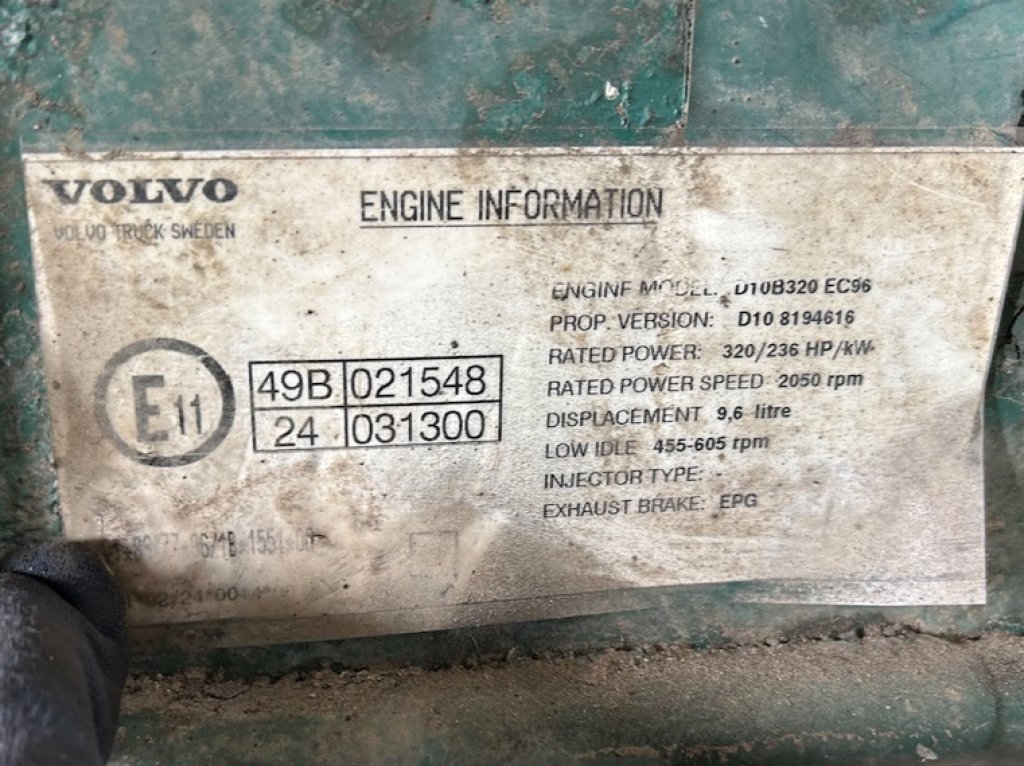 VOLVO
VOLVO TRUCK SWEDEN
ENGINE INFORMATION
E11
49B 021548
24 031300
ENGINE MODEL: D10B320 EC96
PROP. VERSION: D10 8194616
RATED POWER: 320/236 HP/kW
RATED POWER SPEED 2050 rpm
DISPLACEMENT 9,6 litre
LOW IDLE 455-605 rpm
INJECTOR TYPE: -
EXHAUST BRAKE: EPG